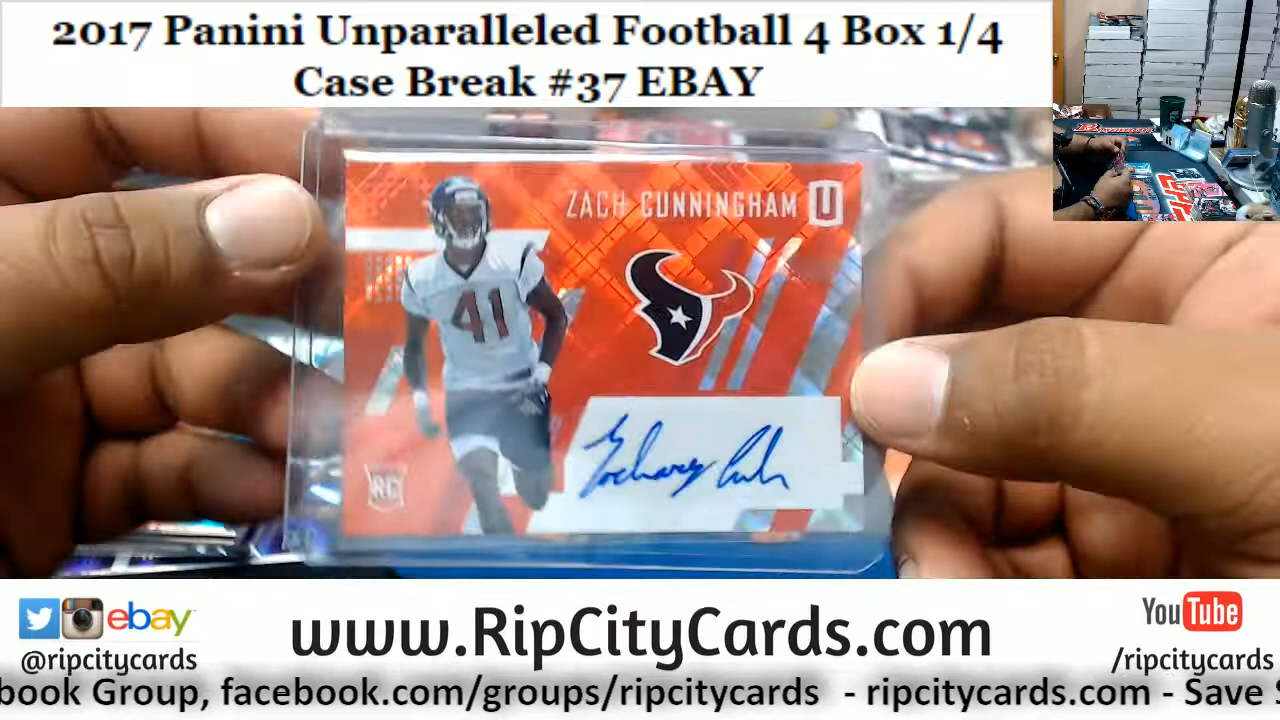 2017 Panini Unparalleled Football 4 Box 1/4
Case Break #37 EBAY
ZACH CUNNINGHAM U
41
RC
ebay
@ripcitycards
www.RipCityCards.com
YouTube
/ripcitycards
book Group, facebook.com/groups/ripcitycards - ripcitycards.com - Save